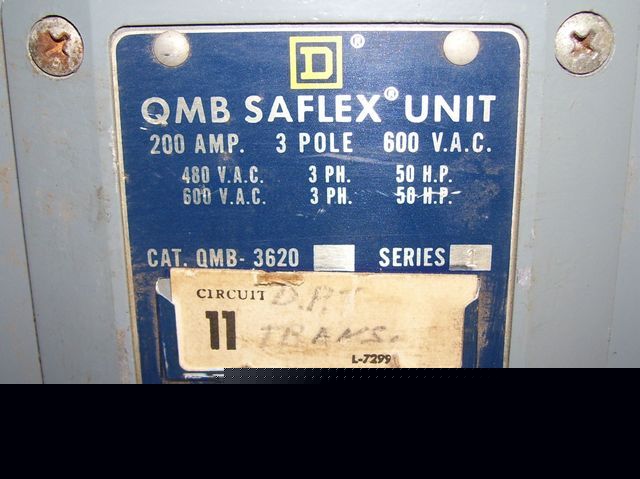 D ®
QMB SAFLEX® UNIT
200 AMP. 3 POLE 600 V.A.C.
480 V.A.C. 3 PH. 50 H.P.
600 V.A.C. 3 PH. 50 H.P.
CAT. QMB-3620 SERIES 1
CIRCUIT
11
TRANS.
L-7299